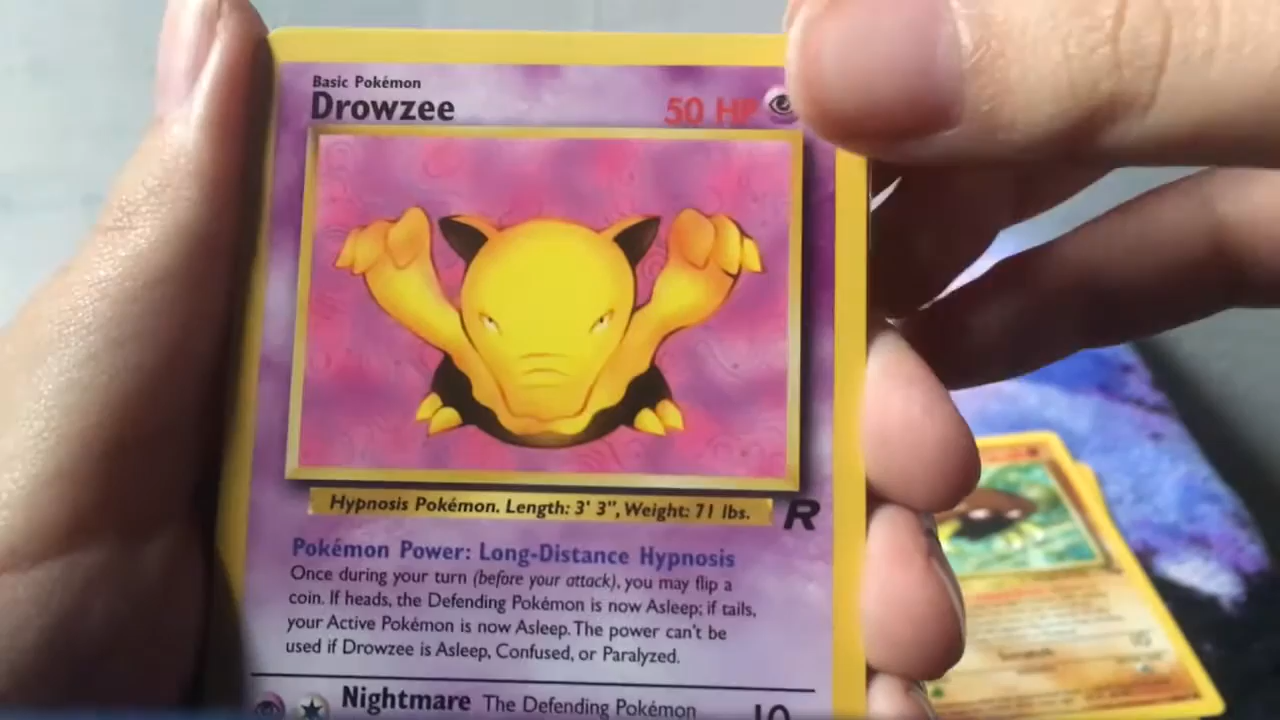 Basic Pokémon
Drowzee
50 HP
Hypnosis Pokémon. Length: 3' 3", Weight: 71 lbs.
R
Pokémon Power: Long-Distance Hypnosis
Once during your turn (before your attack), you may flip a
coin. If heads, the Defending Pokémon is now Asleep; if tails,
your Active Pokémon is now Asleep. The power can't be
used if Drowzee is Asleep, Confused, or Paralyzed.
Nightmare The Defending Pokémon 10